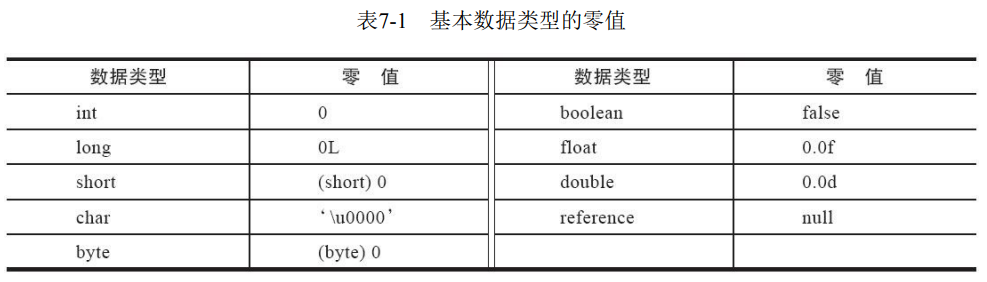 表7-1 基本数据类型的零值
数据类型 零 值 数据类型 零 值
int 0 boolean false
long 0L float 0.0f
short (short) 0 double 0.0d
char ‘\u0000’ reference null
byte (byte) 0